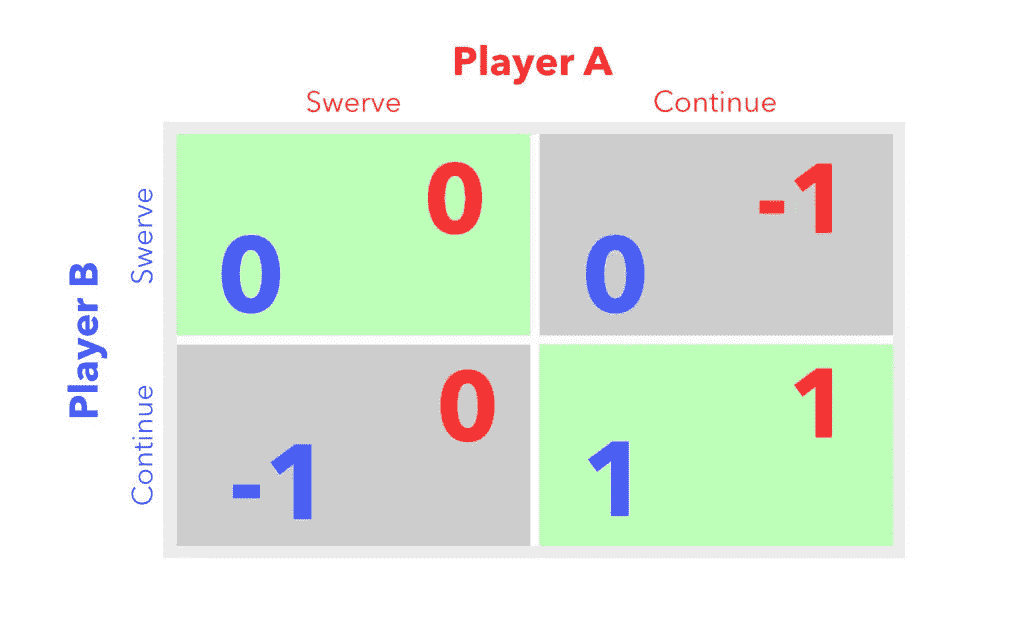 Player A
Swerve Continue
Player B
Swerve
0 0
0 -1
Continue
-1 0
1 1